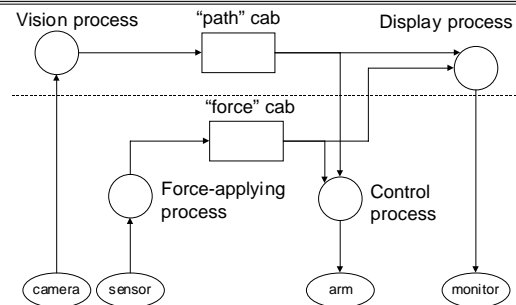 Vision process
“path” cab
Display process
“force” cab
Force-applying
process
Control
process
camera
sensor
arm
monitor